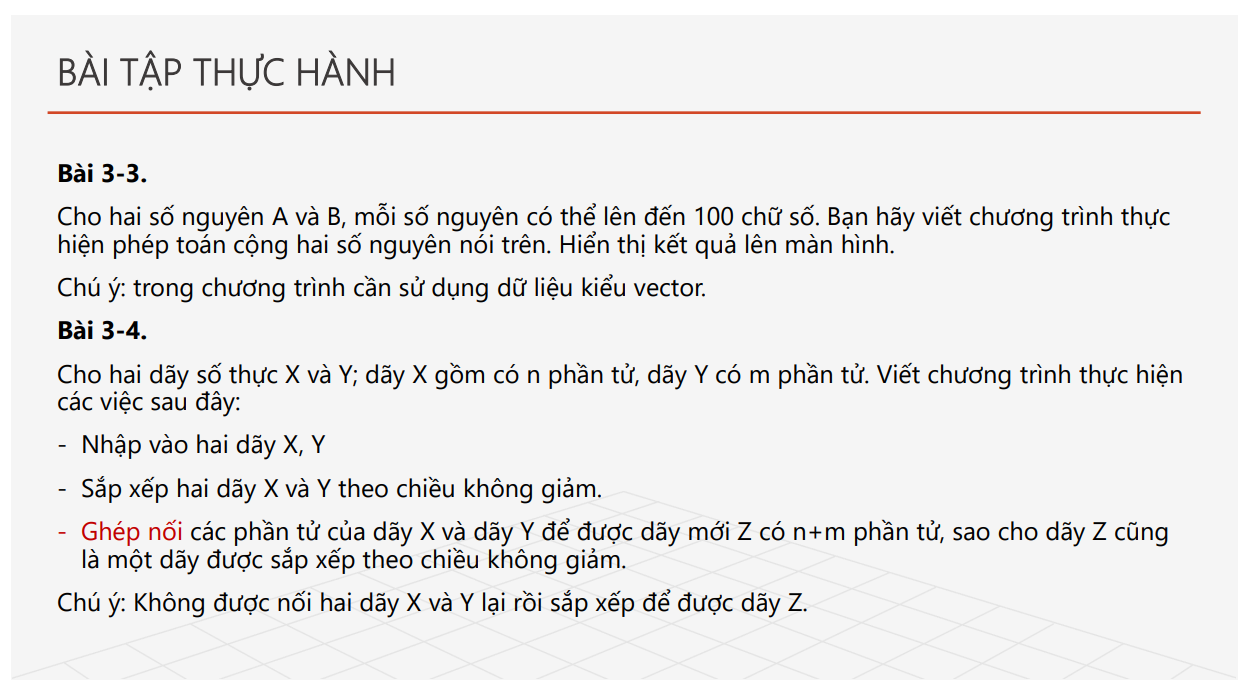 BÀI TẬP THỰC HÀNH
Bài 3-3.
Cho hai số nguyên A và B, mỗi số nguyên có thể lên đến 100 chữ số. Bạn hãy viết chương trình thực
hiện phép toán cộng hai số nguyên nói trên. Hiển thị kết quả lên màn hình.
Chú ý: trong chương trình cần sử dụng dữ liệu kiểu vector.
Bài 3-4.
Cho hai dãy số thực X và Y; dãy X gồm có n phần tử, dãy Y có m phần tử. Viết chương trình thực hiện
các việc sau đây:
- Nhập vào hai dãy X, Y
- Sắp xếp hai dãy X và Y theo chiều không giảm.
- Ghép nối các phần tử của dãy X và dãy Y để được dãy mới Z có n+m phần tử, sao cho dãy Z cũng
là một dãy được sắp xếp theo chiều không giảm.
Chú ý: Không được nối hai dãy X và Y lại rồi sắp xếp để được dãy Z.